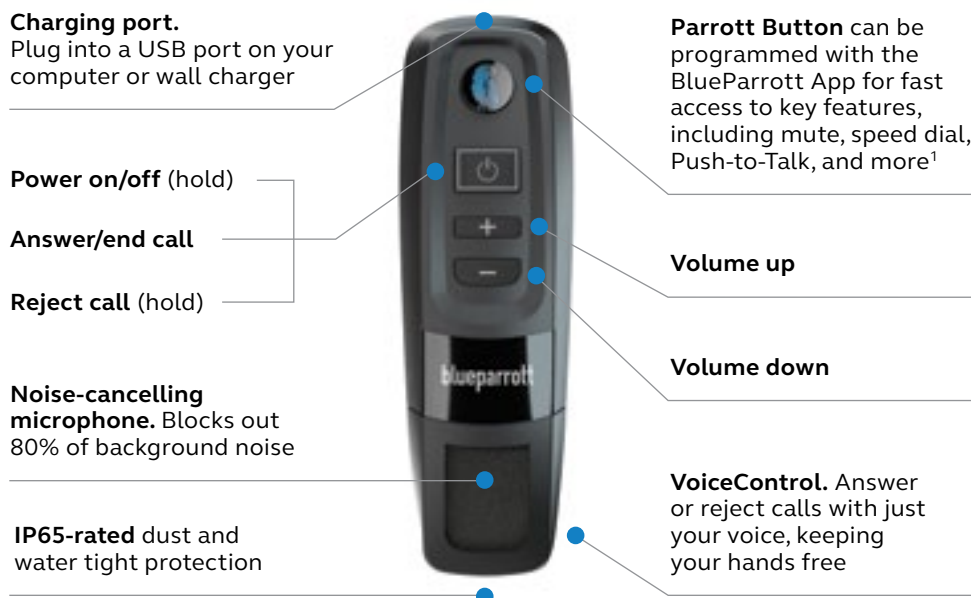 Charging port.
Plug into a USB port on your
computer or wall charger
Power on/off (hold)
Answer/end call
Reject call (hold)
Noise-cancelling
microphone. Blocks out
80% of background noise
IP65-rated dust and
water tight protection
+
−
blueparrott
Parrott Button can be
programmed with the
BlueParrott App for fast
access to key features,
including mute, speed dial,
Push-to-Talk, and more¹
Volume up
Volume down
VoiceControl. Answer
or reject calls with just
your voice, keeping
your hands free